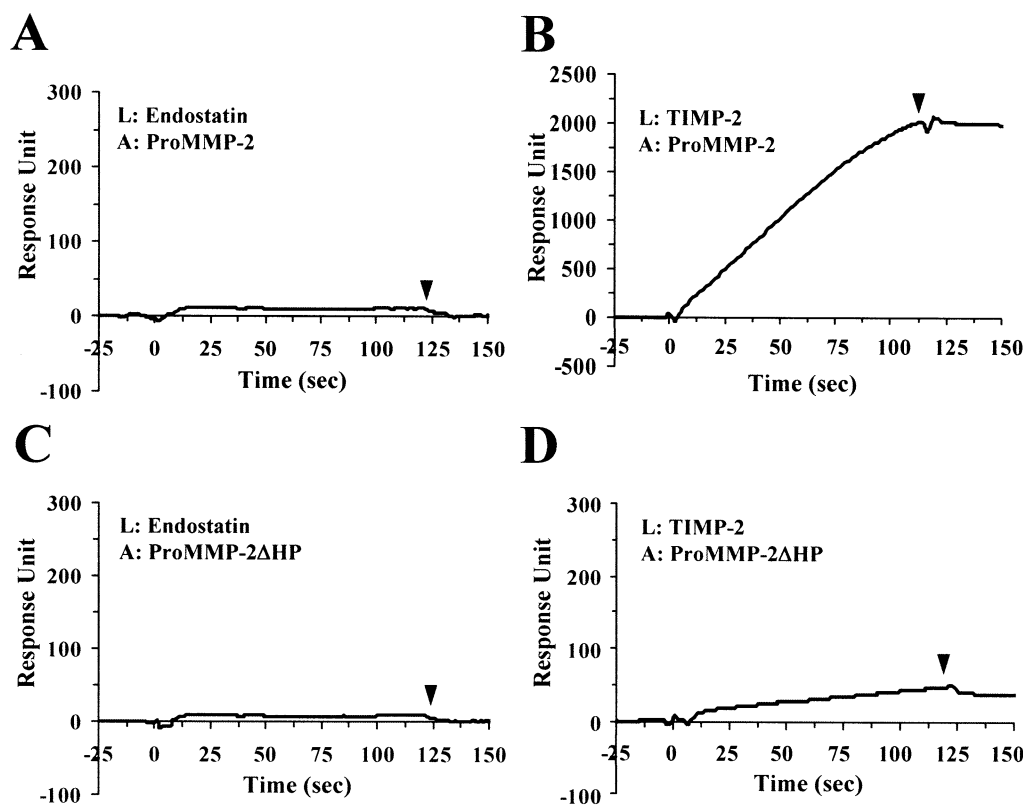 A
300
200
100
0
-100
Response Unit
L: Endostatin
A: ProMMP-2
-25 0 25 50 75 100 125 150
Time (sec)
B
2500
2000
1500
1000
500
0
-500
Response Unit
L: TIMP-2
A: ProMMP-2
-25 0 25 50 75 100 125 150
Time (sec)
C
300
200
100
0
-100
Response Unit
L: Endostatin
A: ProMMP-2ΔHP
-25 0 25 50 75 100 125 150
Time (sec)
D
300
200
100
0
-100
Response Unit
L: TIMP-2
A: ProMMP-2ΔHP
-25 0 25 50 75 100 125 150
Time (sec)